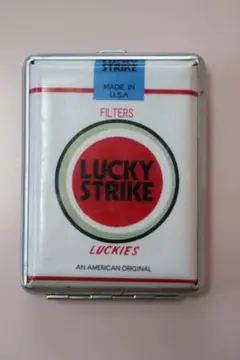 STRIKE
MADE IN
U.S.A
FILTERS
LUCKY
STRIKE
LUCKIES
AN AMERICAN ORIGINAL